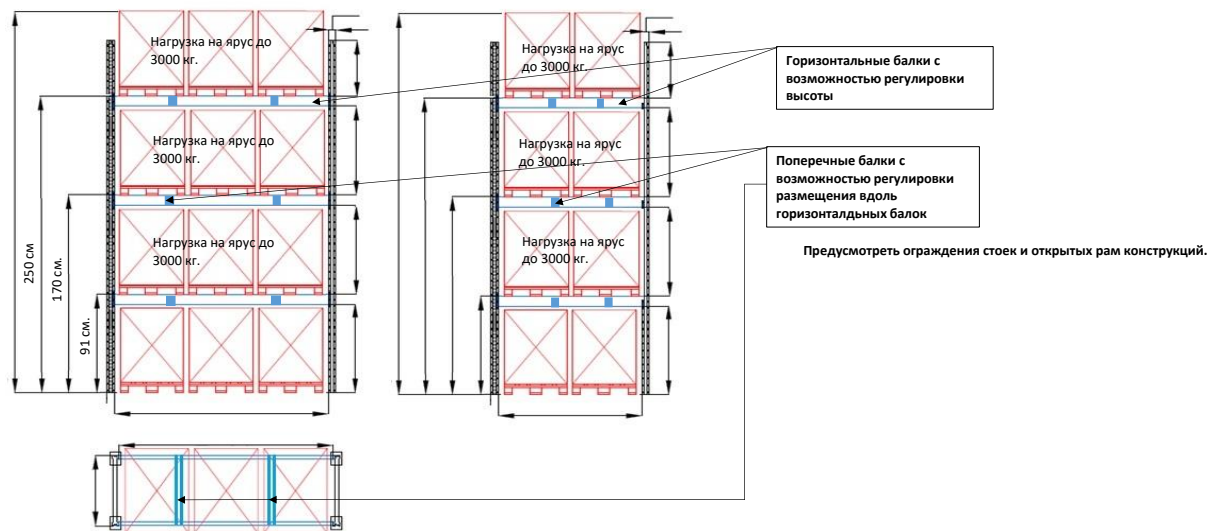 Нагрузка на ярус до
3000 кг.
Нагрузка на ярус
до 3000 кг.
Горизонтальные балки с
возможностью регулировки
высоты
Нагрузка на ярус до
3000 кг.
Нагрузка на ярус
до 3000 кг.
Поперечные балки с
возможностью регулировки
размещения вдоль
горизонталдьных балок
Нагрузка на ярус до
3000 кг.
Нагрузка на ярус
до 3000 кг.
Предусмотреть ограждения стоек и открытых рам конструкций.
250 см
170 см.
91 см.